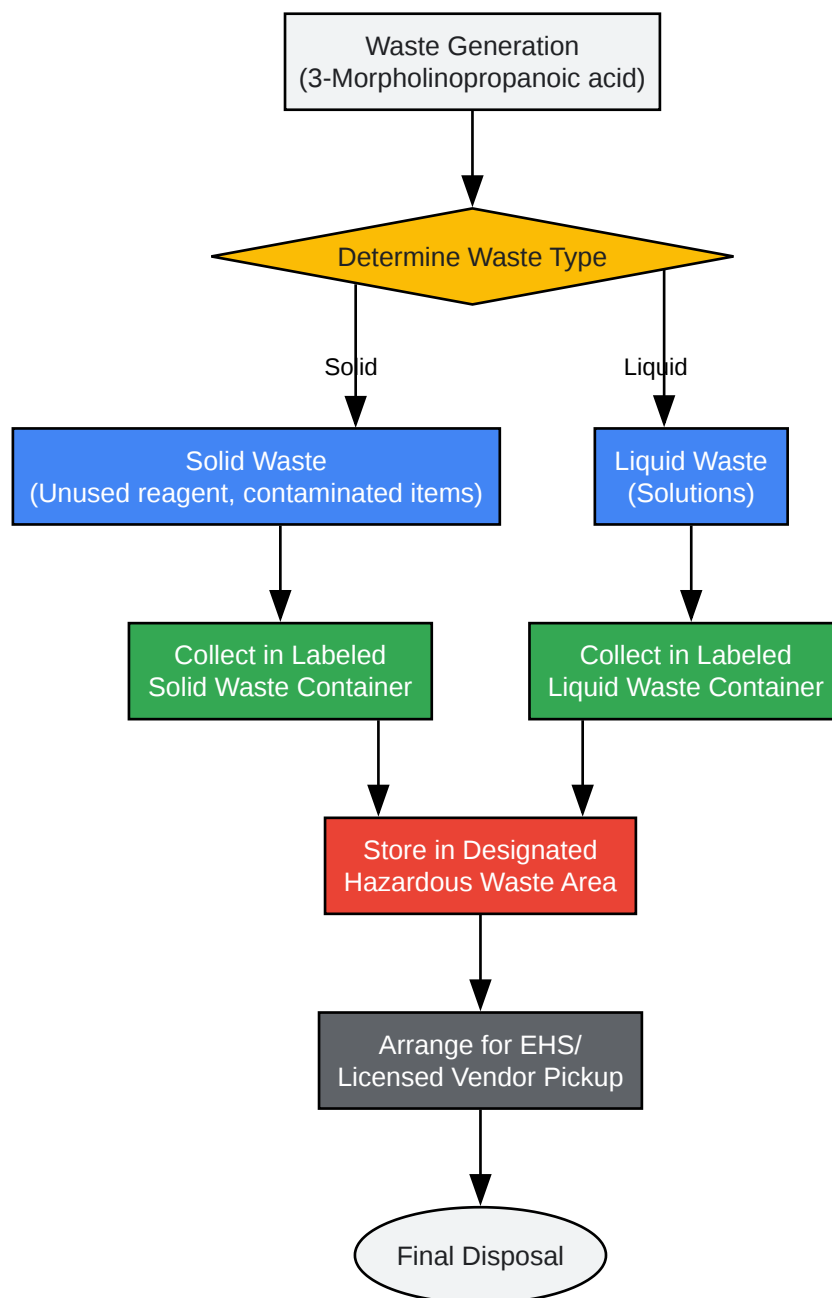 Waste Generation
(3-Morpholinopropanoic acid)
Determine Waste Type
Solid
Liquid
Solid Waste
(Unused reagent, contaminated items)
Liquid Waste
(Solutions)
Collect in Labeled
Solid Waste Container
Collect in Labeled
Liquid Waste Container
Store in Designated
Hazardous Waste Area
Arrange for EHS/
Licensed Vendor Pickup
Final Disposal